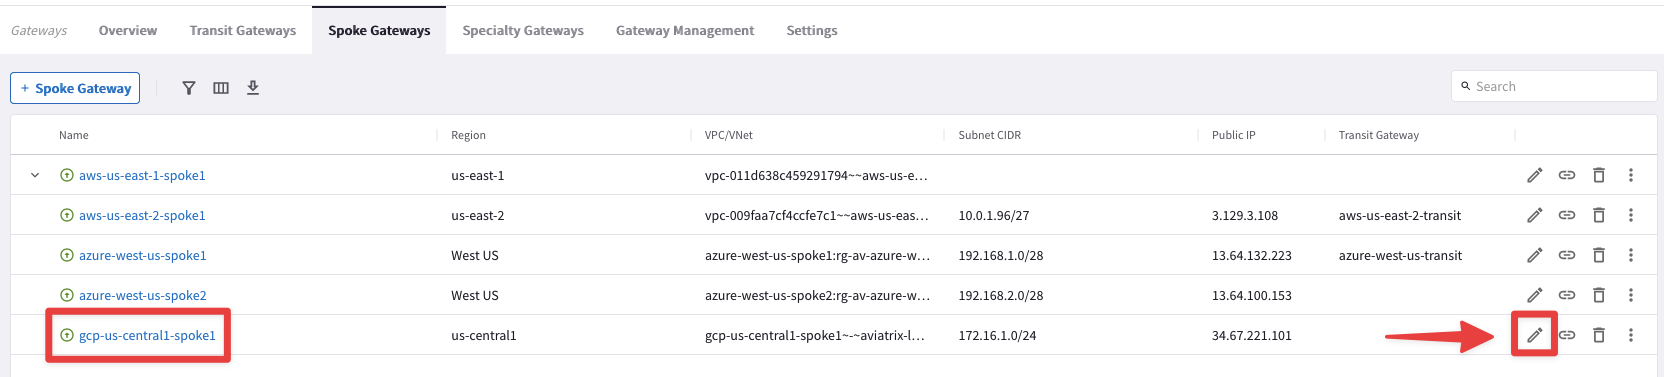 Gateways Overview Transit Gateways Spoke Gateways Specialty Gateways Gateway Management Settings
+ Spoke Gateway Search
Name Region VPC/VNet Subnet CIDR Public IP Transit Gateway
aws-us-east-1-spoke1 us-east-1 vpc-011d638c459291794~~aws-us-e...
aws-us-east-2-spoke1 us-east-2 vpc-009faa7cf4ccfe7c1~~aws-us-eas... 10.0.1.96/27 3.129.3.108 aws-us-east-2-transit
azure-west-us-spoke1 West US azure-west-us-spoke1:rg-av-azure-w... 192.168.1.0/28 13.64.132.223 azure-west-us-transit
azure-west-us-spoke2 West US azure-west-us-spoke2:rg-av-azure-w... 192.168.2.0/28 13.64.100.153
gcp-us-central1-spoke1 us-central1 gcp-us-central1-spoke1~-~aviatrix-l... 172.16.1.0/24 34.67.221.101